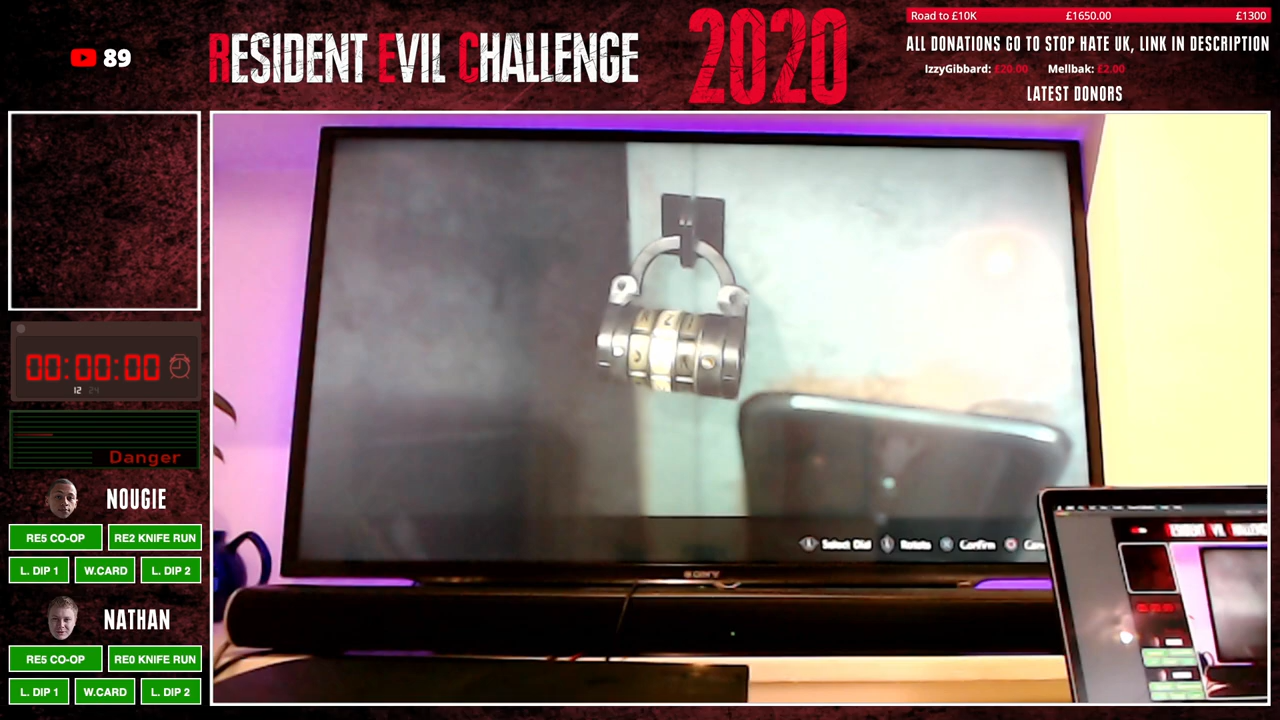 89
RESIDENT EVIL CHALLENGE
2020
Road to £10K £1650.00 £1300
ALL DONATIONS GO TO STOP HATE UK, LINK IN DESCRIPTION
IzzyGibbard: £20.00 Mellbak: £2.00
LATEST DONORS
00:00:00
12 24
Danger
NOUGIE
RE5 CO-OP RE2 KNIFE RUN
L. DIP 1 W.CARD L. DIP 2
NATHAN
RE5 CO-OP RE0 KNIFE RUN
L. DIP 1 W.CARD L. DIP 2
Select Dial Rotate Confirm
SONY